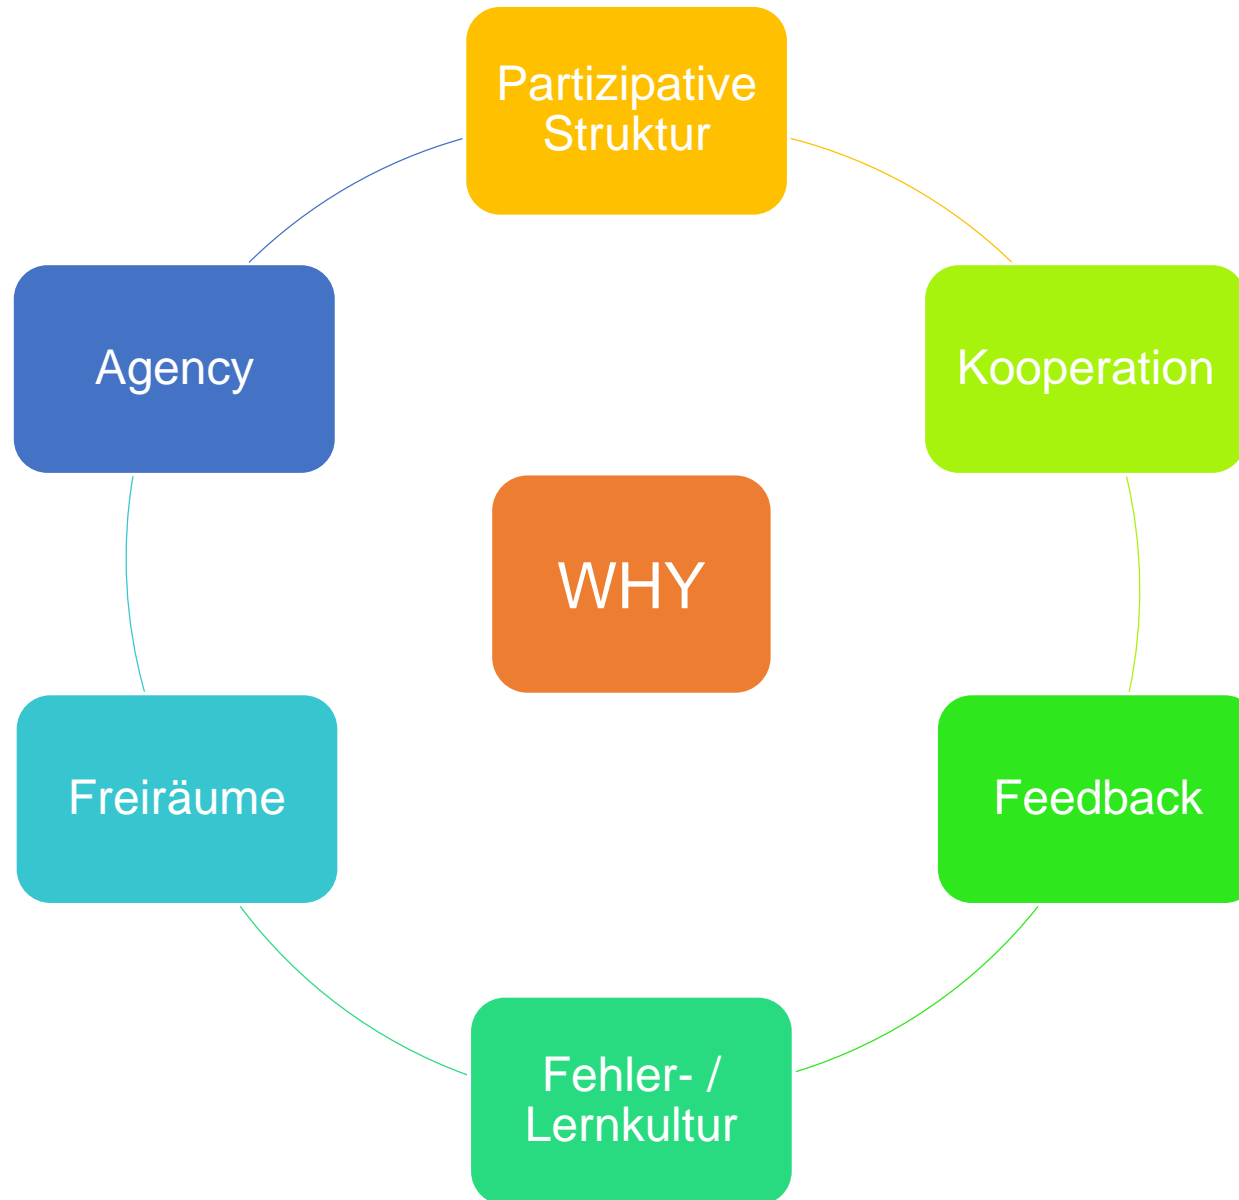 Partizipative
Struktur
Agency
Kooperation
WHY
Freiräume
Feedback
Fehler- /
Lernkultur